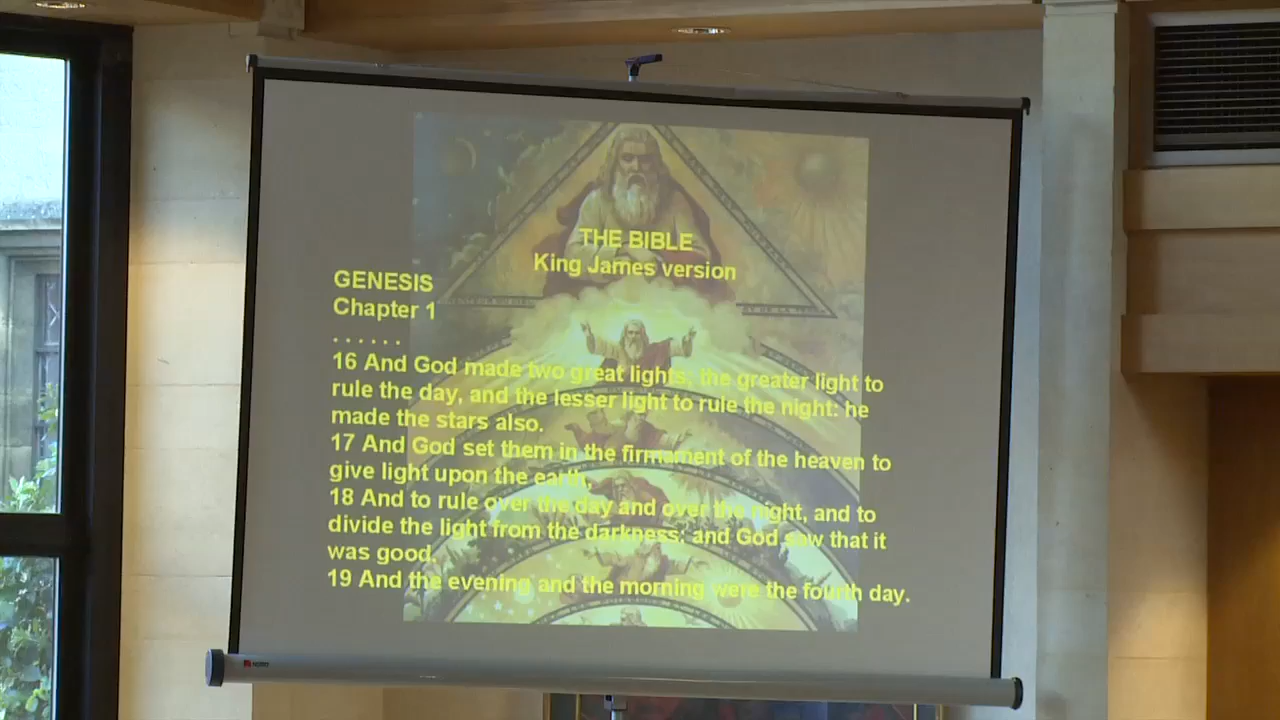 THE BIBLE
King James version
GENESIS
Chapter 1
. . . . . .
16 And God made two great lights; the greater light to
rule the day, and the lesser light to rule the night: he
made the stars also.
17 And God set them in the firmament of the heaven to
give light upon the earth,
18 And to rule over the day and over the night, and to
divide the light from the darkness: and God saw that it
was good.
19 And the evening and the morning were the fourth day.